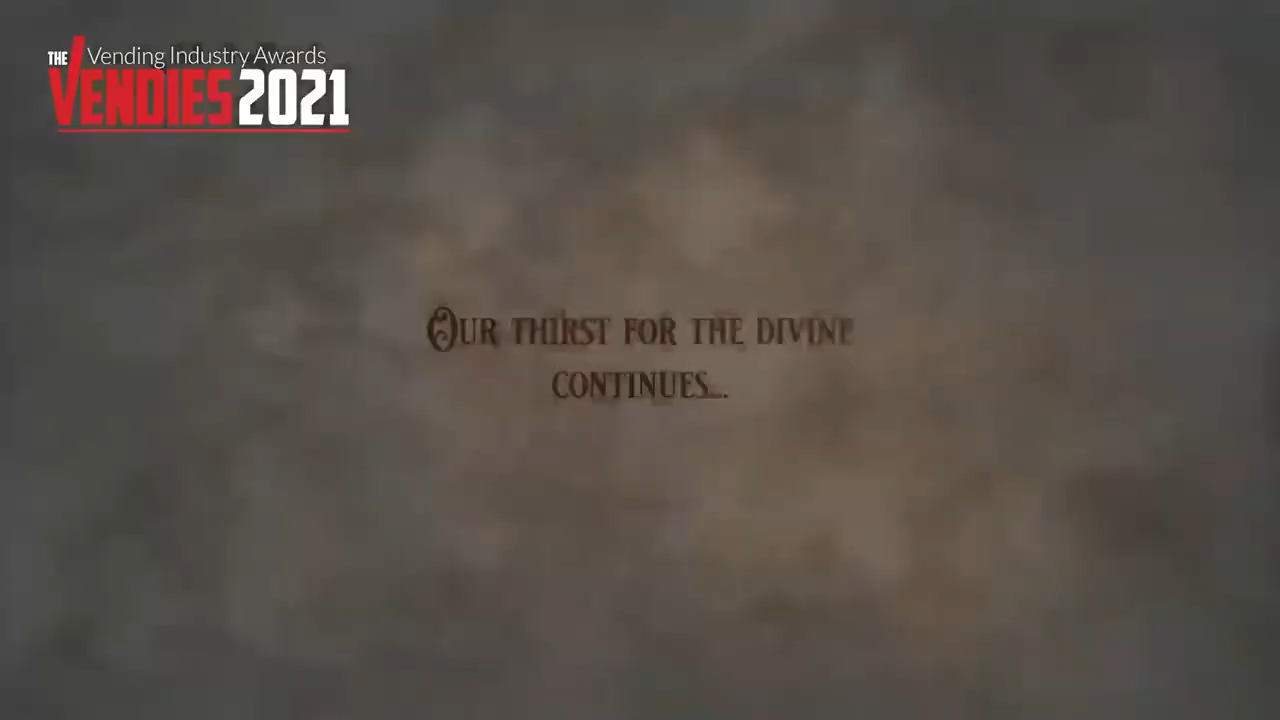 THE Vending Industry Awards
VENDIES 2021
Our thirst for the divine
continues...